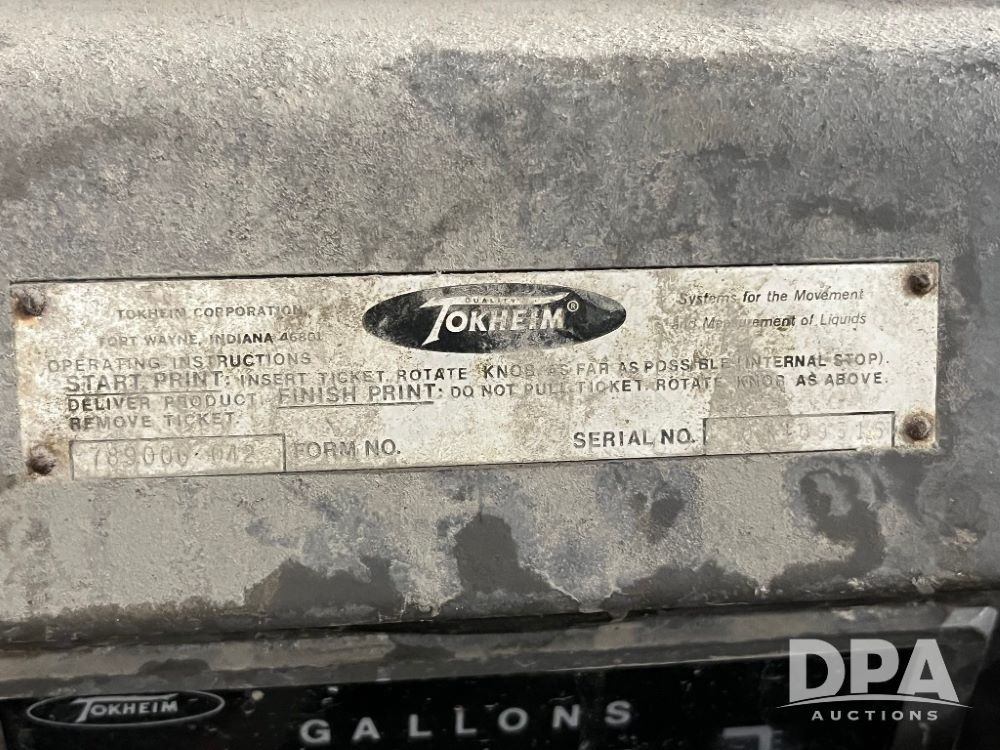 TOKHEIM CORPORATION,
FORT WAYNE, INDIANA 46801
QUALITY
TOKHEIM®
Systems for the Movement
and Measurement of Liquids
OPERATING INSTRUCTIONS
START PRINT: INSERT TICKET. ROTATE KNOB AS FAR AS POSSIBLE (INTERNAL STOP).
DELIVER PRODUCT. FINISH PRINT: DO NOT PULL TICKET. ROTATE KNOB AS ABOVE.
REMOVE TICKET.
789000-042 FORM NO. SERIAL NO.
TOKHEIM
GALLONS
DPA
AUCTIONS